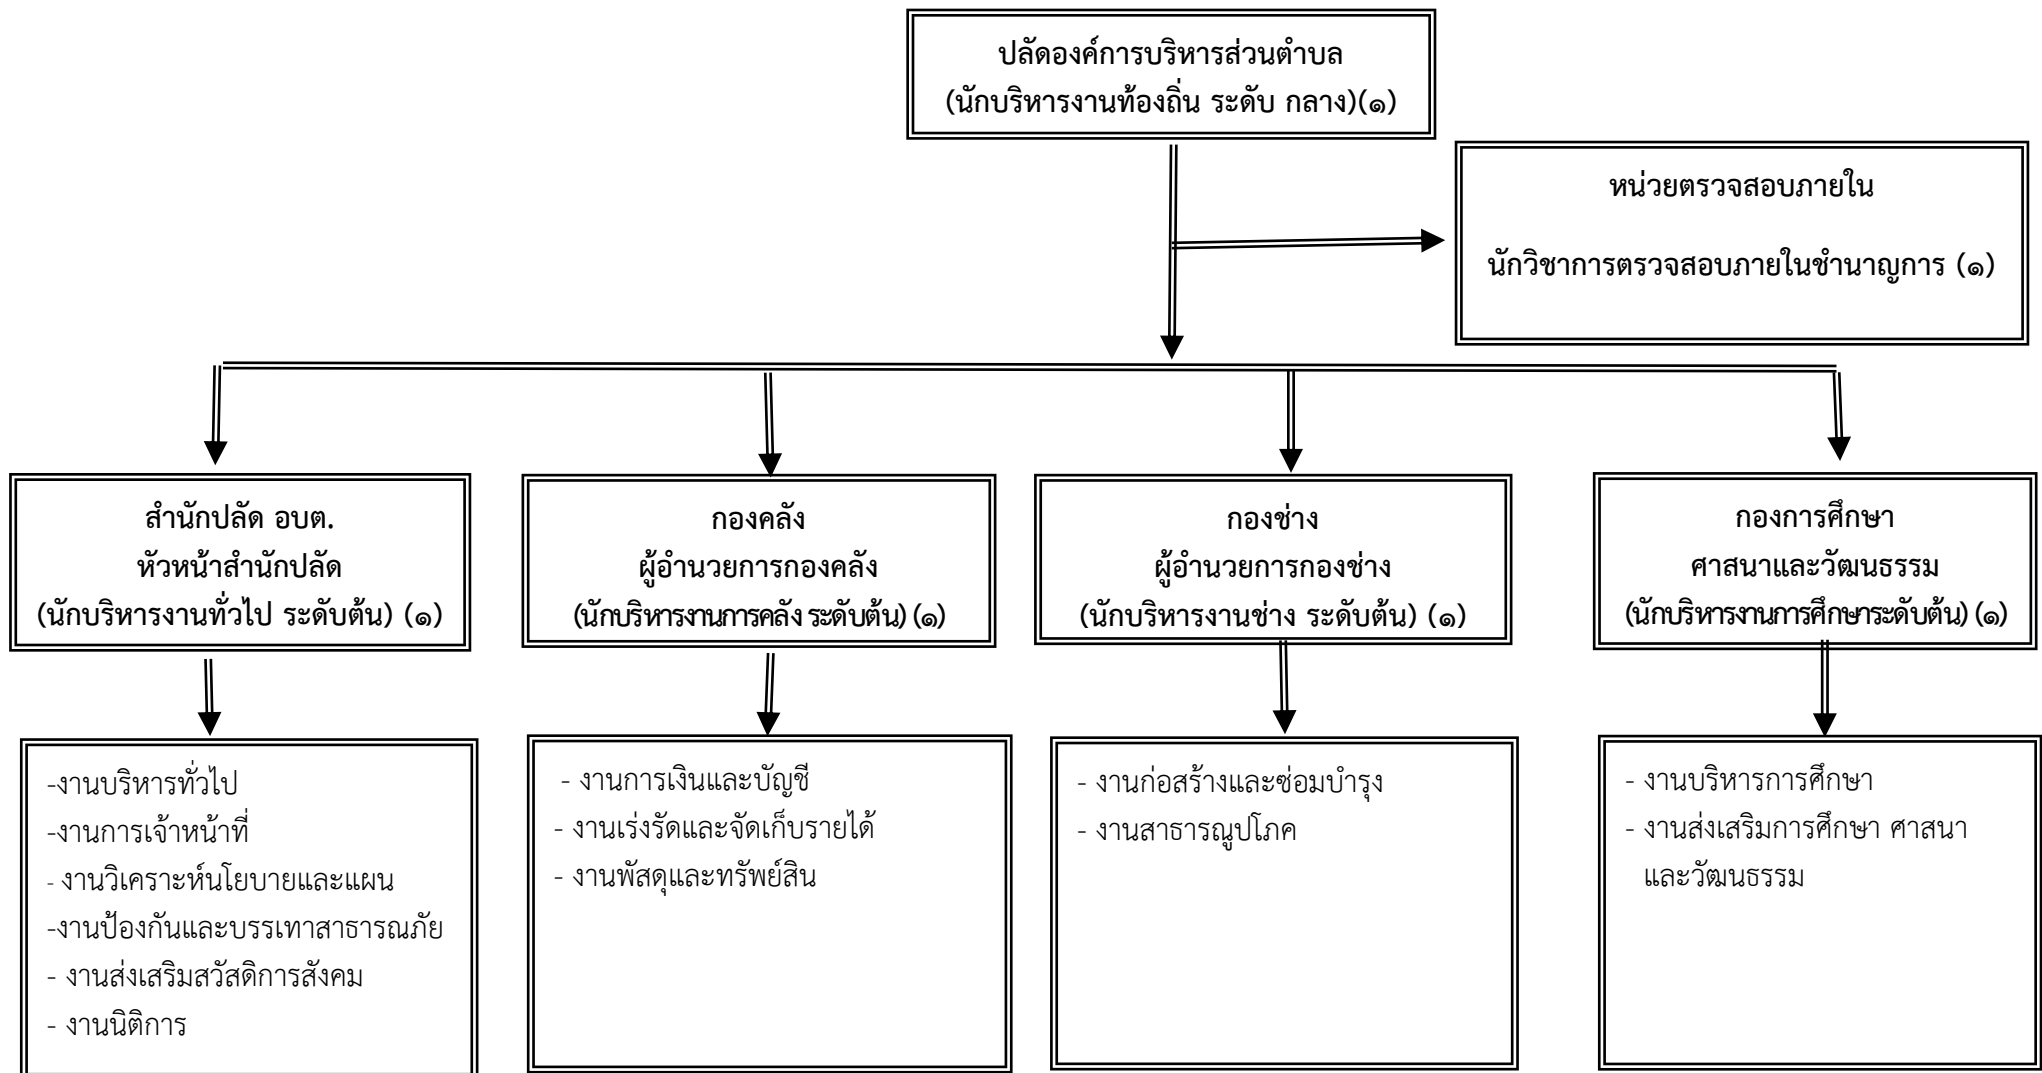 ปลัดองค์การบริหารส่วนตำบล
(นักบริหารงานท้องถิ่น ระดับ กลาง)(๑)
หน่วยตรวจสอบภายใน
นักวิชาการตรวจสอบภายในชำนาญการ (๑)
สำนักปลัด อบต.
หัวหน้าสำนักปลัด
(นักบริหารงานทั่วไป ระดับต้น) (๑)
กองคลัง
ผู้อำนวยการกองคลัง
(นักบริหารงานการคลัง ระดับต้น) (๑)
กองช่าง
ผู้อำนวยการกองช่าง
(นักบริหารงานช่าง ระดับต้น) (๑)
กองการศึกษา
ศาสนาและวัฒนธรรม
(นักบริหารงานการศึกษาระดับต้น) (๑)
-งานบริหารทั่วไป
-งานการเจ้าหน้าที่
- งานวิเคราะห์นโยบายและแผน
-งานป้องกันและบรรเทาสาธารณภัย
- งานส่งเสริมสวัสดิการสังคม
- งานนิติการ
- งานการเงินและบัญชี
- งานเร่งรัดและจัดเก็บรายได้
- งานพัสดุและทรัพย์สิน
- งานก่อสร้างและซ่อมบำรุง
- งานสาธารณูปโภค
- งานบริหารการศึกษา
- งานส่งเสริมการศึกษา ศาสนา
และวัฒนธรรม